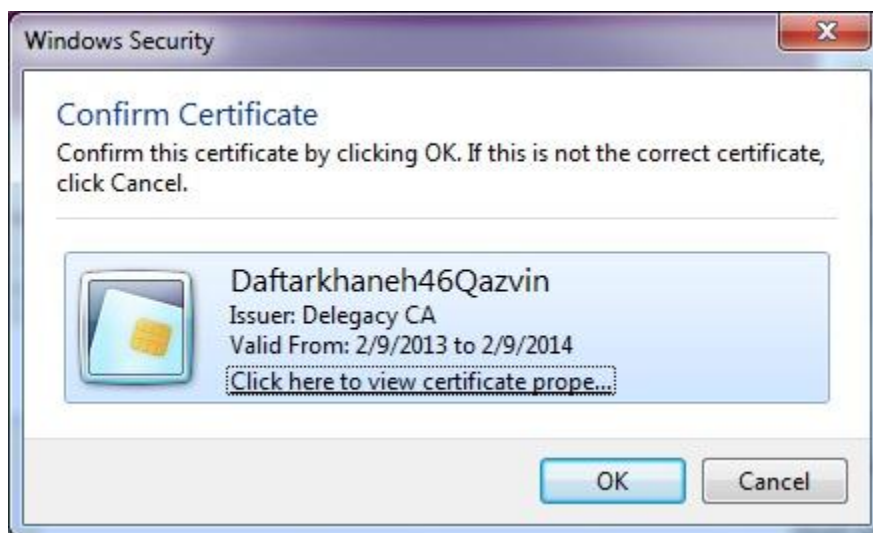 Windows Security
Confirm Certificate
Confirm this certificate by clicking OK. If this is not the correct certificate,
click Cancel.
Daftarkhaneh46Qazvin
Issuer: Delegacy CA
Valid From: 2/9/2013 to 2/9/2014
Click here to view certificate prope...
OK
Cancel